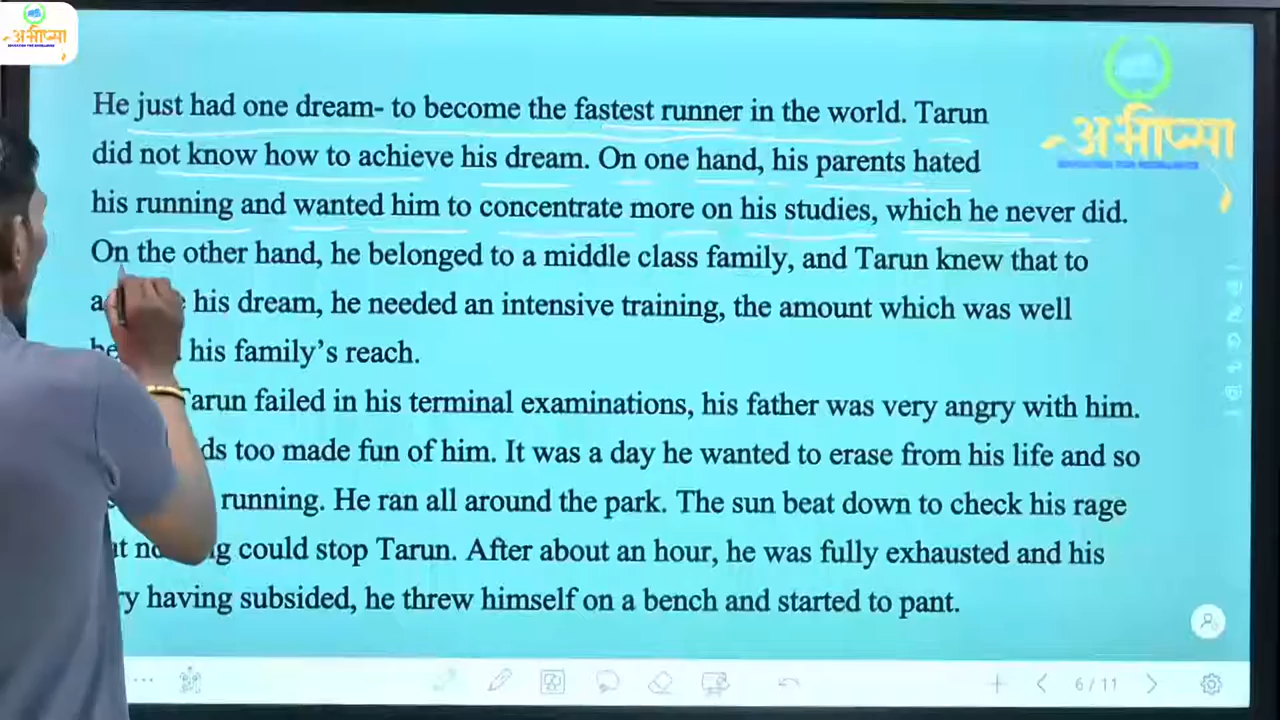 अभीप्सा
He just had one dream- to become the fastest runner in the world. Tarun
did not know how to achieve his dream. On one hand, his parents hated
his running and wanted him to concentrate more on his studies, which he never did.
On the other hand, he belonged to a middle class family, and Tarun knew that to
his dream, he needed an intensive training, the amount which was well
his family’s reach.
Tarun failed in his terminal examinations, his father was very angry with him.
too made fun of him. It was a day he wanted to erase from his life and so
running. He ran all around the park. The sun beat down to check his rage
could stop Tarun. After about an hour, he was fully exhausted and his
having subsided, he threw himself on a bench and started to pant.
अभीप्सा
6 / 11